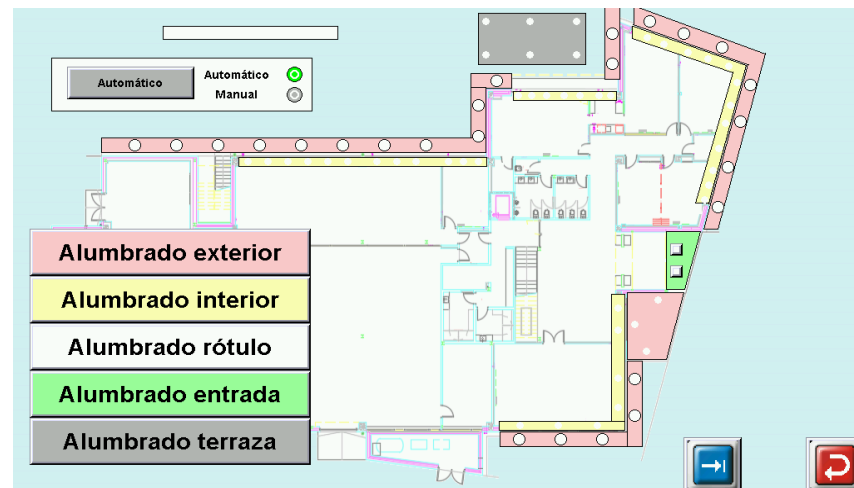 Automático
Automático
Manual
Alumbrado exterior
Alumbrado interior
Alumbrado rótulo
Alumbrado entrada
Alumbrado terraza